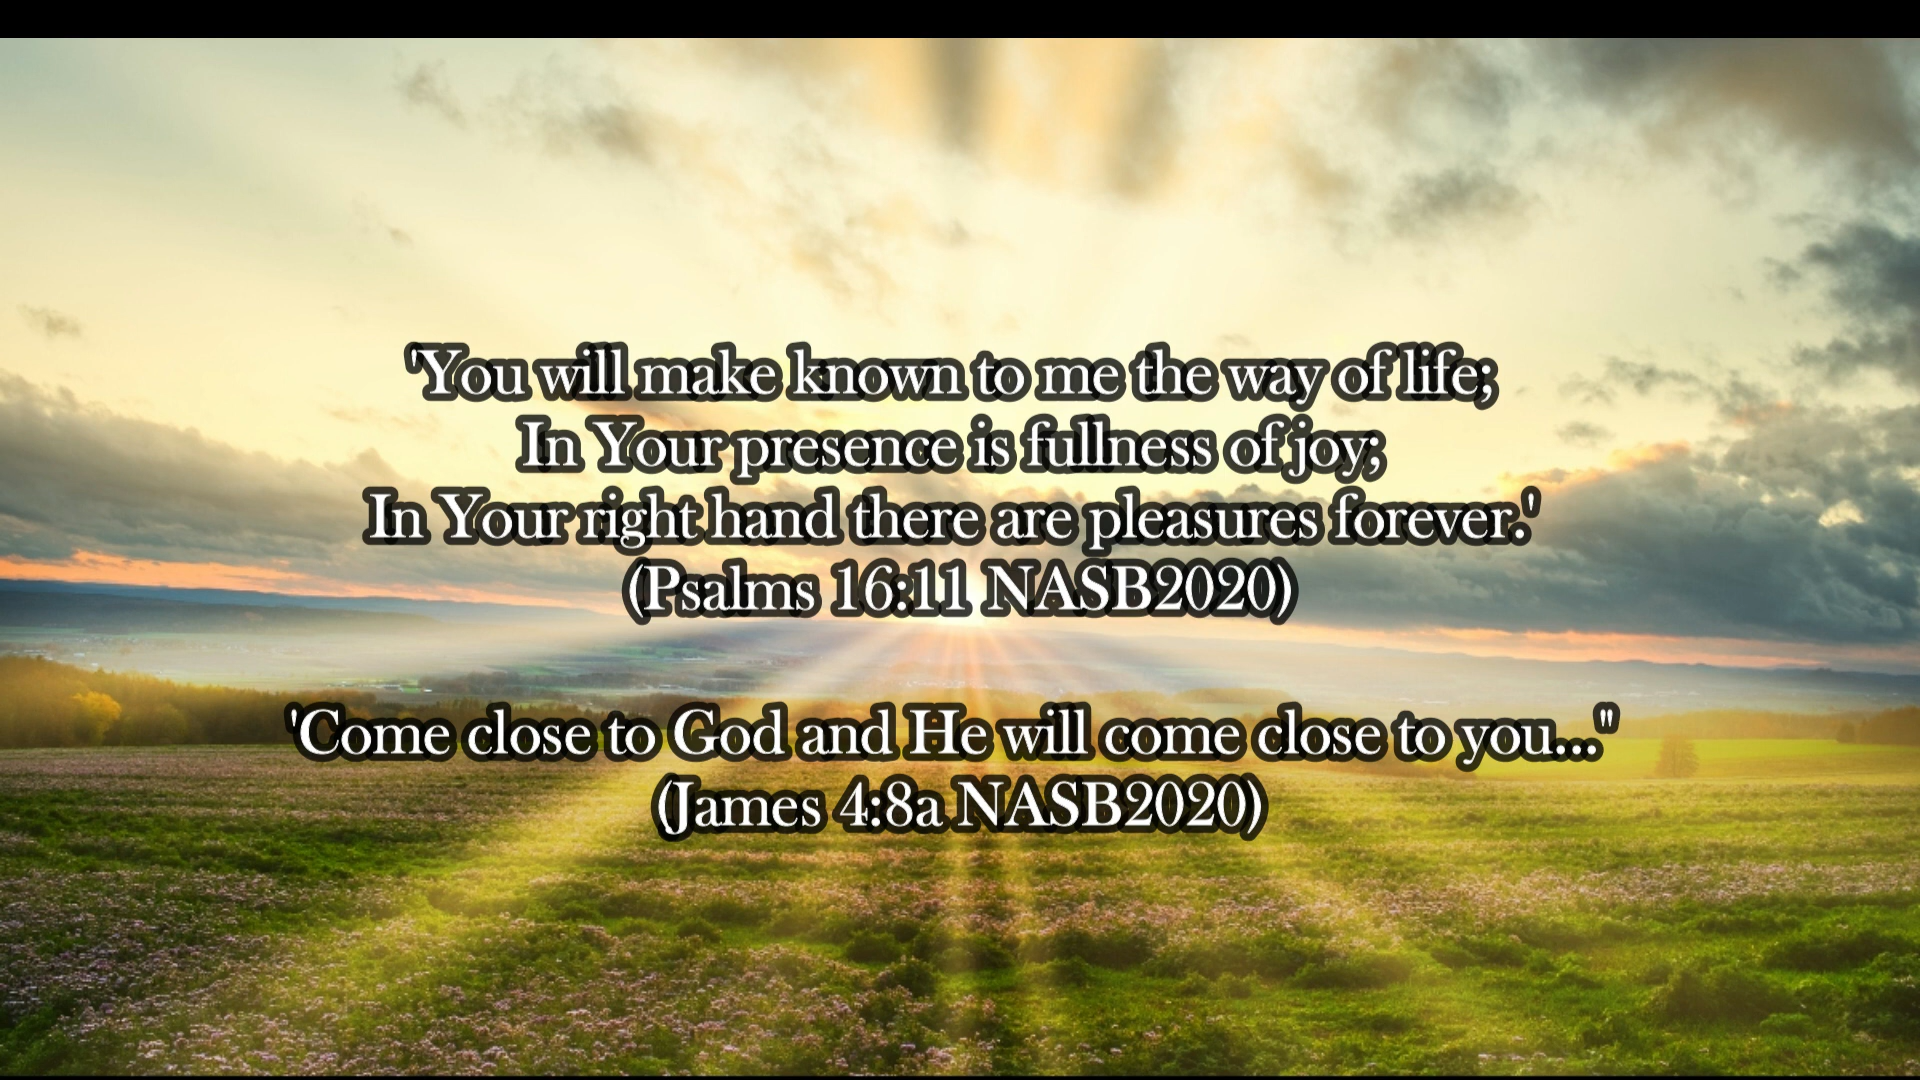 'You will make known to me the way of life;
In Your presence is fullness of joy;
In Your right hand there are pleasures forever.'
(Psalms 16:11 NASB2020)
'Come close to God and He will come close to you..."
(James 4:8a NASB2020)